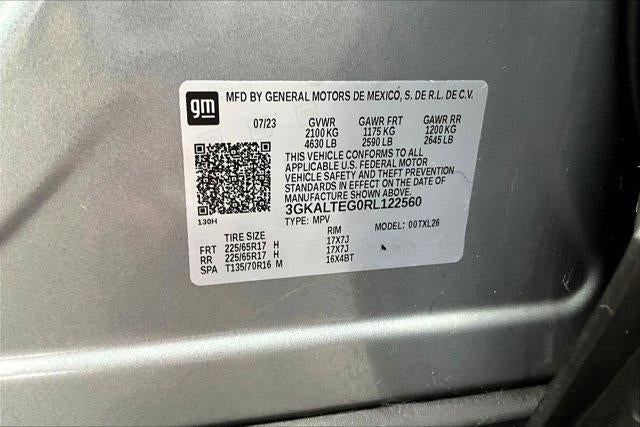 gm MFD BY GENERAL MOTORS DE MEXICO, S. DE R.L. DE C.V.
07/23 GVWR GAWR FRT GAWR RR
2100 KG 1175 KG 1200 KG
4630 LB 2590 LB 2645 LB
THIS VEHICLE CONFORMS TO ALL
APPLICABLE U.S. FEDERAL MOTOR
VEHICLE SAFETY AND THEFT PREVENTION
STANDARDS IN EFFECT ON THE DATE OF
MANUFACTURE SHOWN ABOVE.
3GKALTEG0RL122560
130H TYPE: MPV MODEL: 00TXL26
TIRE SIZE RIM
FRT 225/65R17 H 17X7J
RR 225/65R17 H 17X7J
SPA T135/70R16 M 16X4BT